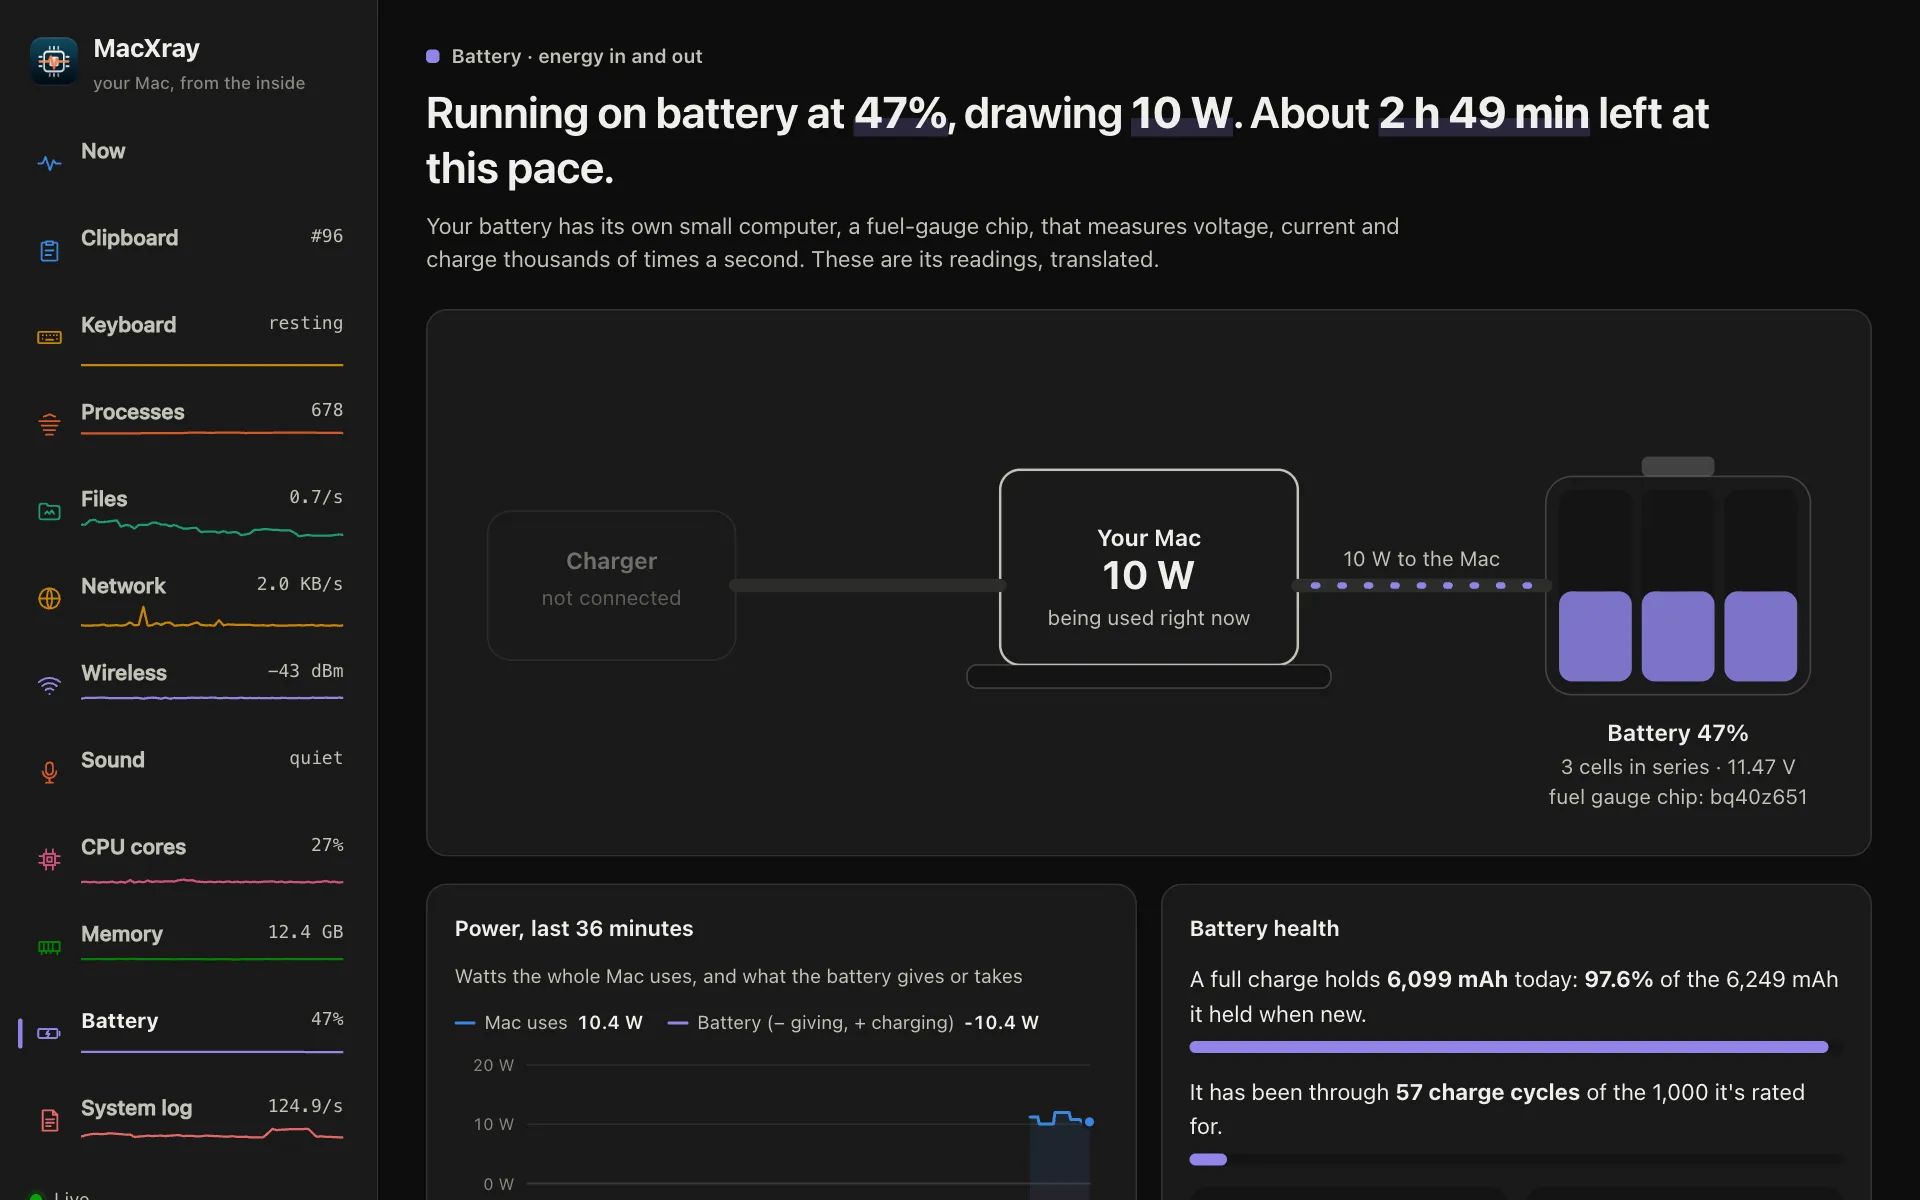 MacXray
your Mac, from the inside
Now
Clipboard #96
Keyboard resting
Processes 678
Files 0.7/s
Network 2.0 KB/s
Wireless −43 dBm
Sound quiet
CPU cores 27%
Memory 12.4 GB
Battery 47%
System log 124.9/s
Live
Battery · energy in and out
Running on battery at 47%, drawing 10 W. About 2 h 49 min left at
this pace.
Your battery has its own small computer, a fuel-gauge chip, that measures voltage, current and
charge thousands of times a second. These are its readings, translated.
Charger
not connected
Your Mac
10 W
being used right now
10 W to the Mac
Battery 47%
3 cells in series · 11.47 V
fuel gauge chip: bq40z651
Power, last 36 minutes
Watts the whole Mac uses, and what the battery gives or takes
Mac uses 10.4 W Battery (− giving, + charging) -10.4 W
20 W
10 W
0 W
Battery health
A full charge holds 6,099 mAh today: 97.6% of the 6,249 mAh
it held when new.
It has been through 57 charge cycles of the 1,000 it's rated
for.